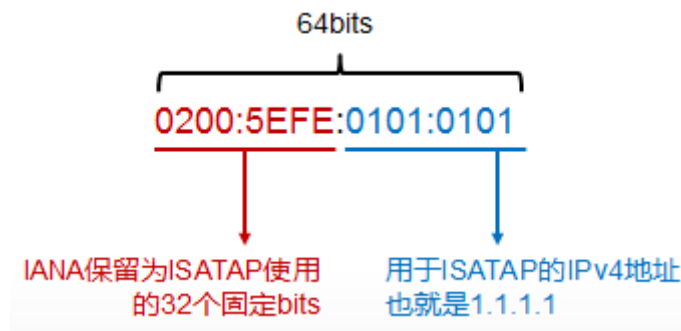 64bits
0200:5EFE:0101:0101
IANA保留为ISATAP使用
的32个固定bits
用于ISATAP的IPv4地址
也就是1.1.1.1